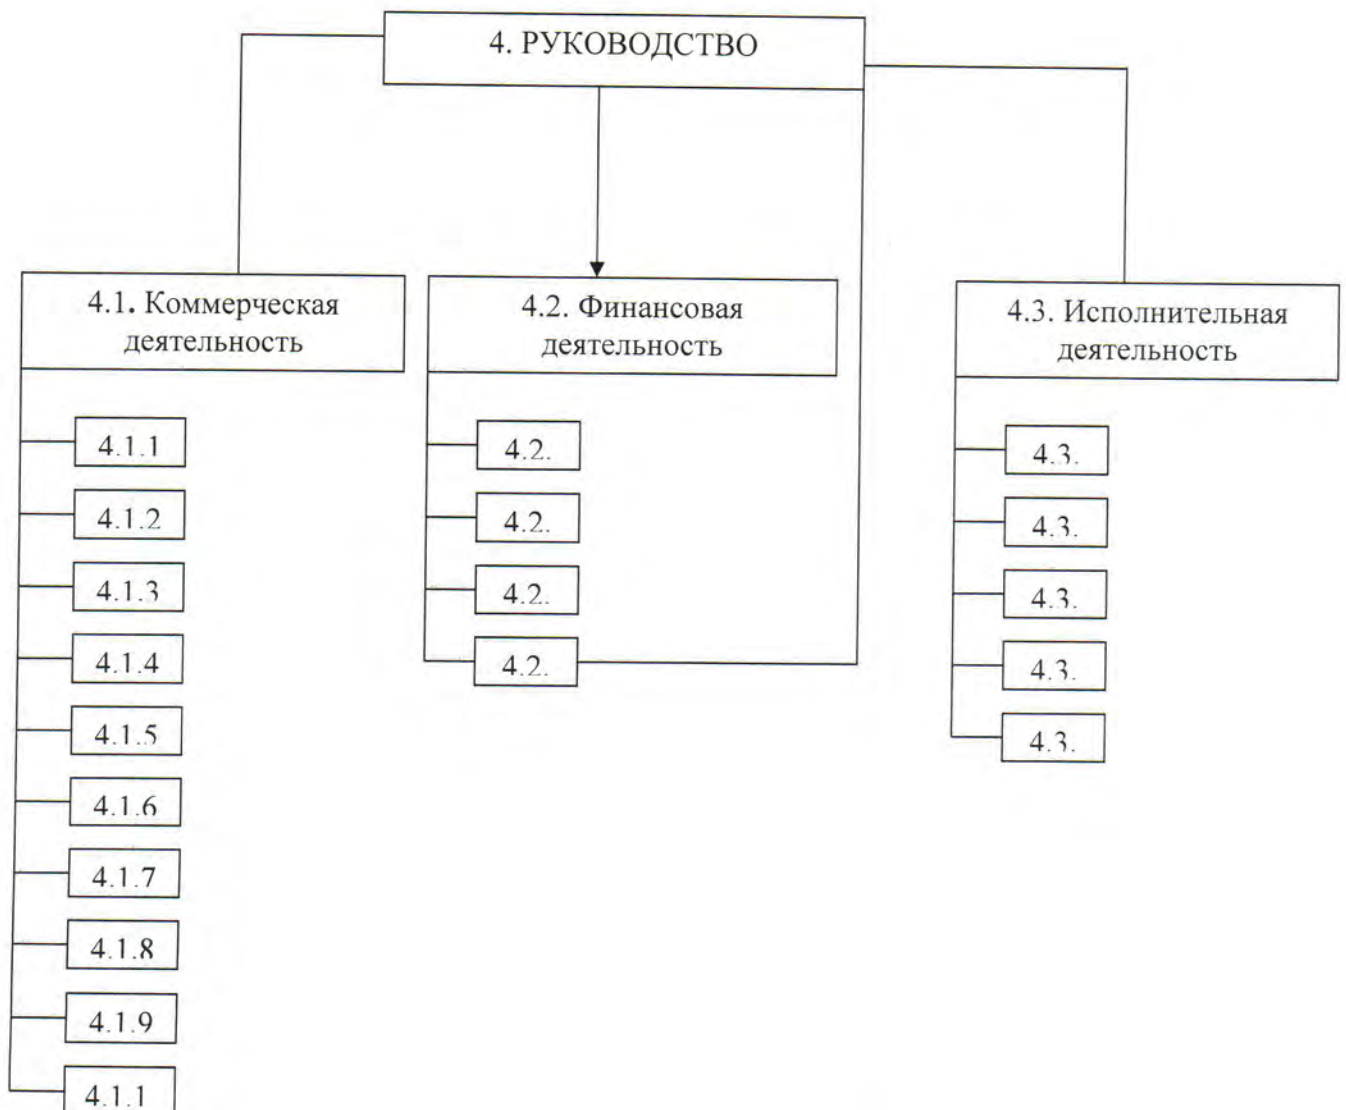 4. РУКОВОДСТВО
4.1. Коммерческая
деятельность
4.1.1
4.1.2
4.1.3
4.1.4
4.1.5
4.1.6
4.1.7
4.1.8
4.1.9
4.1.1
4.2. Финансовая
деятельность
4.2.
4.2.
4.2.
4.2.
4.3. Исполнительная
деятельность
4.3.
4.3.
4.3.
4.3.
4.3.